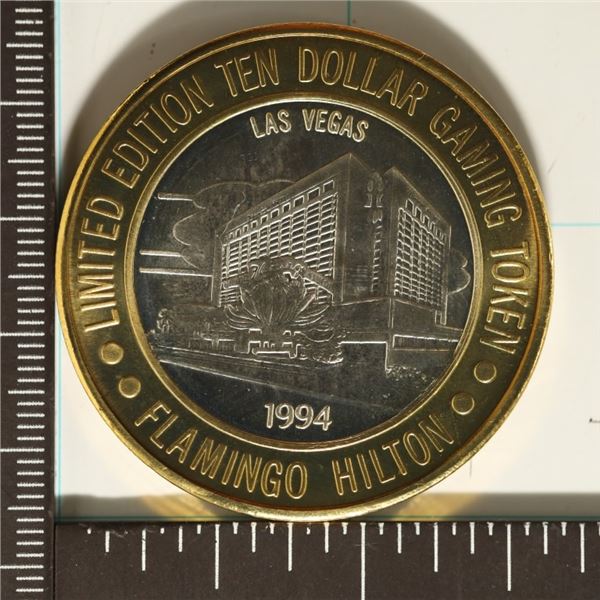 LIMITED EDITION TEN DOLLAR GAMING TOKEN
LAS VEGAS
1994
FLAMINGO HILTON